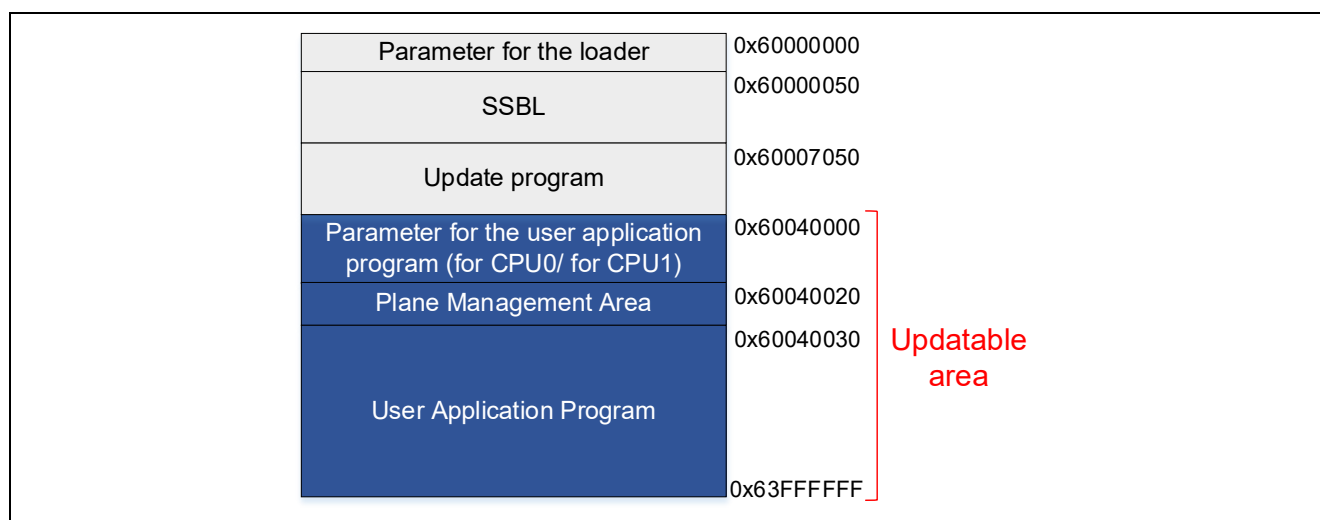 Parameter for the loader
0x60000000
0x60000050
SSBL
0x60007050
Update program
0x60040000
Parameter for the user application
program (for CPU0/ for CPU1)
0x60040020
Plane Management Area
0x60040030
Updatable
area
User Application Program
0x63FFFFFF